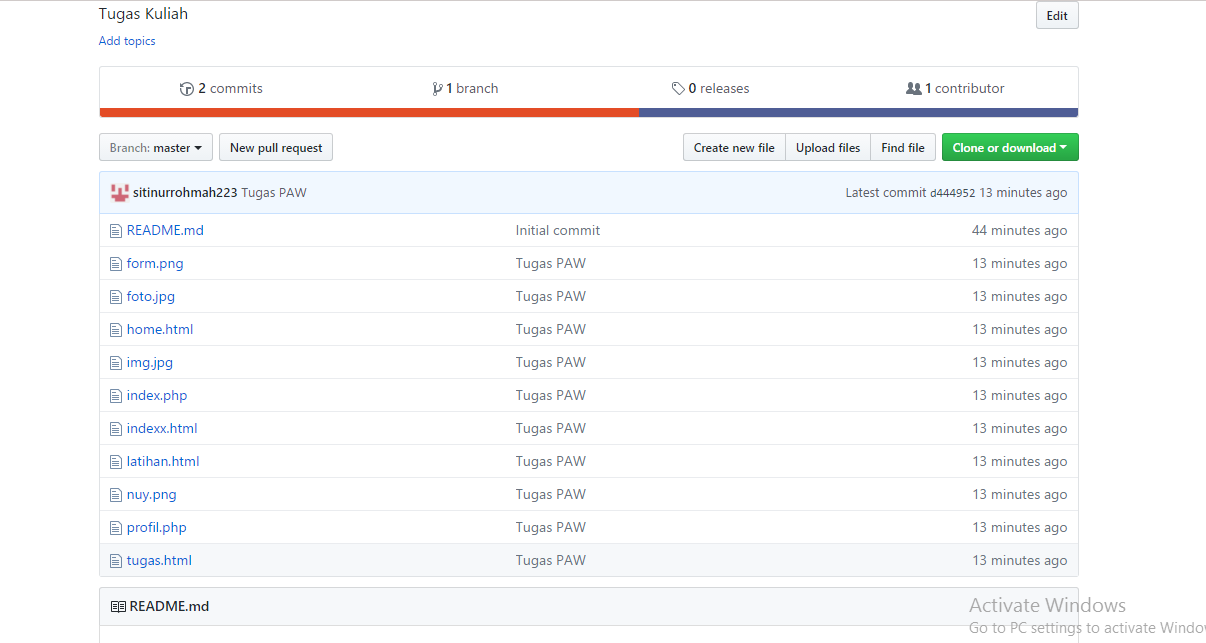 Tugas Kuliah Edit
Add topics
2 commits 1 branch 0 releases 1 contributor
Branch: master New pull request Create new file Upload files Find file Clone or download
sitinurrohmah223 Tugas PAW Latest commit d444952 13 minutes ago
README.md Initial commit 44 minutes ago
form.png Tugas PAW 13 minutes ago
foto.jpg Tugas PAW 13 minutes ago
home.html Tugas PAW 13 minutes ago
img.jpg Tugas PAW 13 minutes ago
index.php Tugas PAW 13 minutes ago
indexx.html Tugas PAW 13 minutes ago
latihan.html Tugas PAW 13 minutes ago
nuy.png Tugas PAW 13 minutes ago
profil.php Tugas PAW 13 minutes ago
tugas.html Tugas PAW 13 minutes ago
README.md
Activate Windows
Go to PC settings to activate Windo